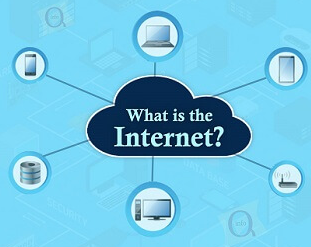 What is the
Internet?